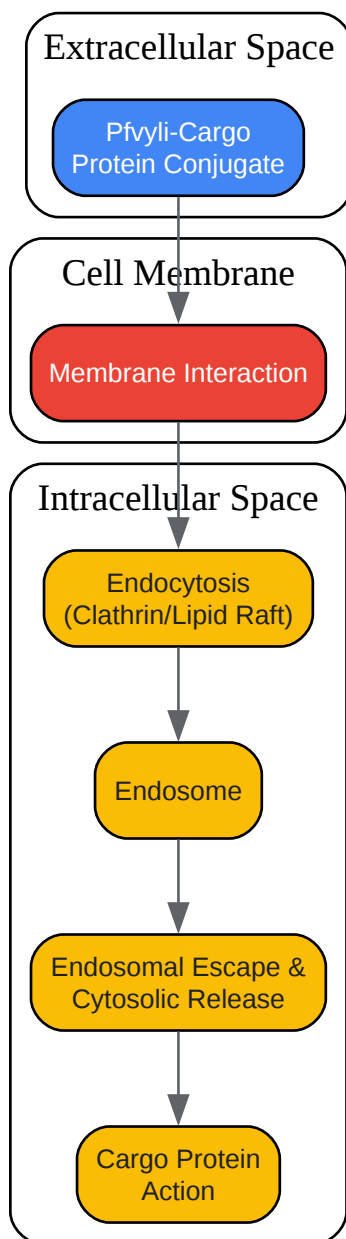 Extracellular Space
Pfvyli-Cargo
Protein Conjugate
Cell Membrane
Membrane Interaction
Intracellular Space
Endocytosis
(Clathrin/Lipid Raft)
Endosome
Endosomal Escape &
Cytosolic Release
Cargo Protein
Action